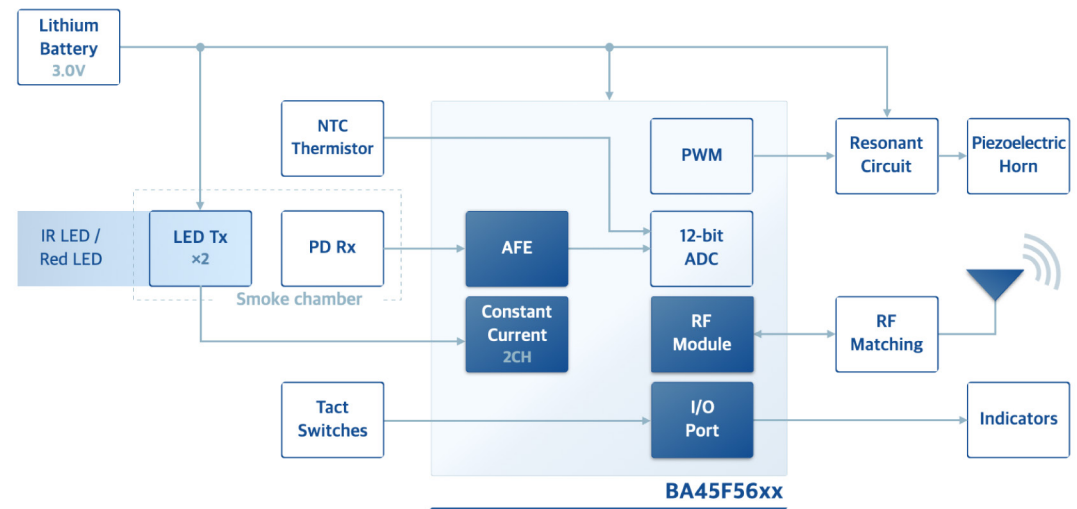 Lithium
Battery
3.0V
NTC
Thermistor
PWM
Resonant
Circuit
Piezoelectric
Horn
IR LED /
Red LED
LED Tx
×2
PD Rx
Smoke chamber
AFE
12-bit
ADC
Constant
Current
2CH
RF
Module
RF
Matching
Tact
Switches
I/O
Port
Indicators
BA45F56xx